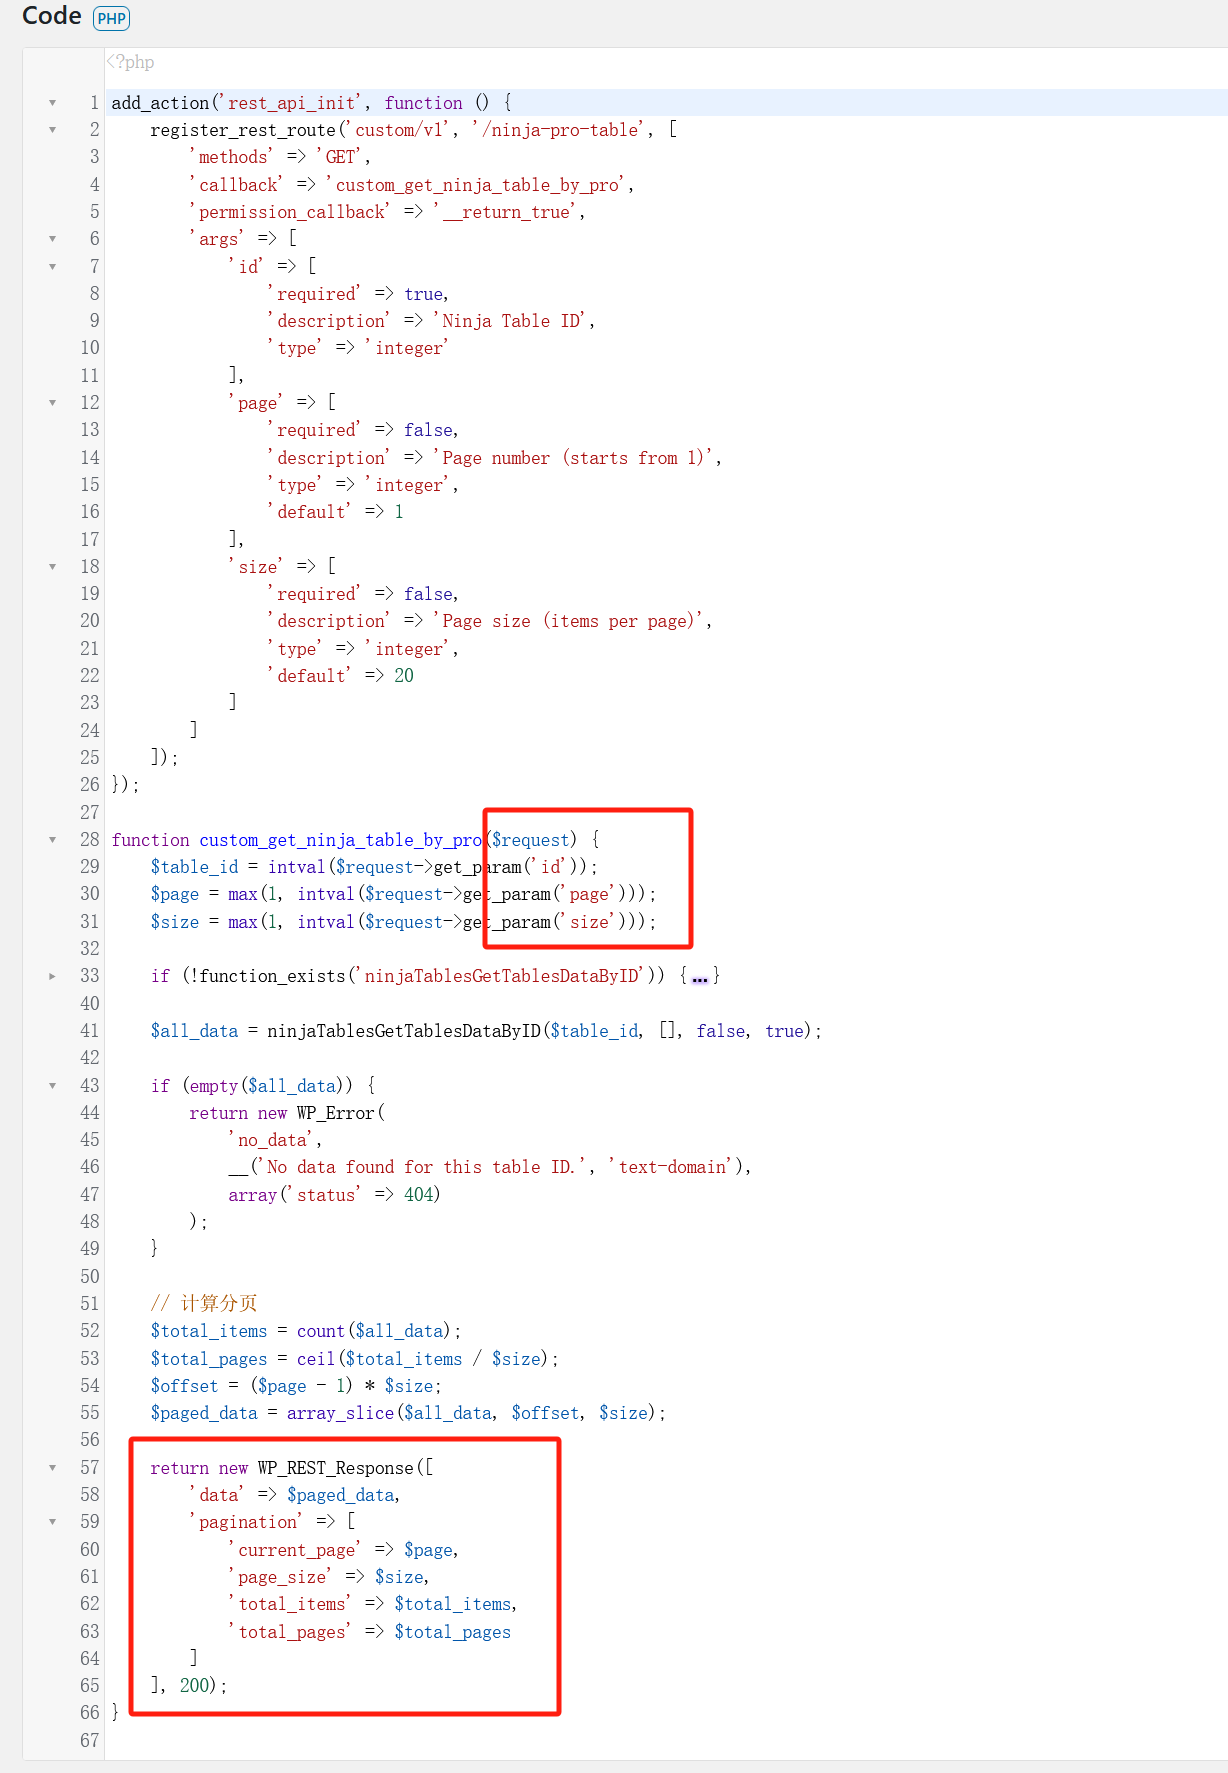 Code PHP
<?php
1 add_action('rest_api_init', function () {
2     register_rest_route('custom/v1', '/ninja-pro-table', [
3         'methods' => 'GET',
4         'callback' => 'custom_get_ninja_table_by_pro',
5         'permission_callback' => '__return_true',
6         'args' => [
7             'id' => [
8                 'required' => true,
9                 'description' => 'Ninja Table ID',
10                 'type' => 'integer'
11             ],
12             'page' => [
13                 'required' => false,
14                 'description' => 'Page number (starts from 1)',
15                 'type' => 'integer',
16                 'default' => 1
17             ],
18             'size' => [
19                 'required' => false,
20                 'description' => 'Page size (items per page)',
21                 'type' => 'integer',
22                 'default' => 20
23             ]
24         ]
25     ]);
26 });
27
28 function custom_get_ninja_table_by_pro($request) {
29     $table_id = intval($request->get_param('id'));
30     $page = max(1, intval($request->get_param('page')));
31     $size = max(1, intval($request->get_param('size')));
32
33     if (!function_exists('ninjaTablesGetTablesDataByID')) {…}
40
41     $all_data = ninjaTablesGetTablesDataByID($table_id, [], false, true);
42
43     if (empty($all_data)) {
44         return new WP_Error(
45             'no_data',
46             __('No data found for this table ID.', 'text-domain'),
47             array('status' => 404)
48         );
49     }
50
51     // 计算分页
52     $total_items = count($all_data);
53     $total_pages = ceil($total_items / $size);
54     $offset = ($page - 1) * $size;
55     $paged_data = array_slice($all_data, $offset, $size);
56
57     return new WP_REST_Response([
58         'data' => $paged_data,
59         'pagination' => [
60             'current_page' => $page,
61             'page_size' => $size,
62             'total_items' => $total_items,
63             'total_pages' => $total_pages
64         ]
65     ], 200);
66 }
67